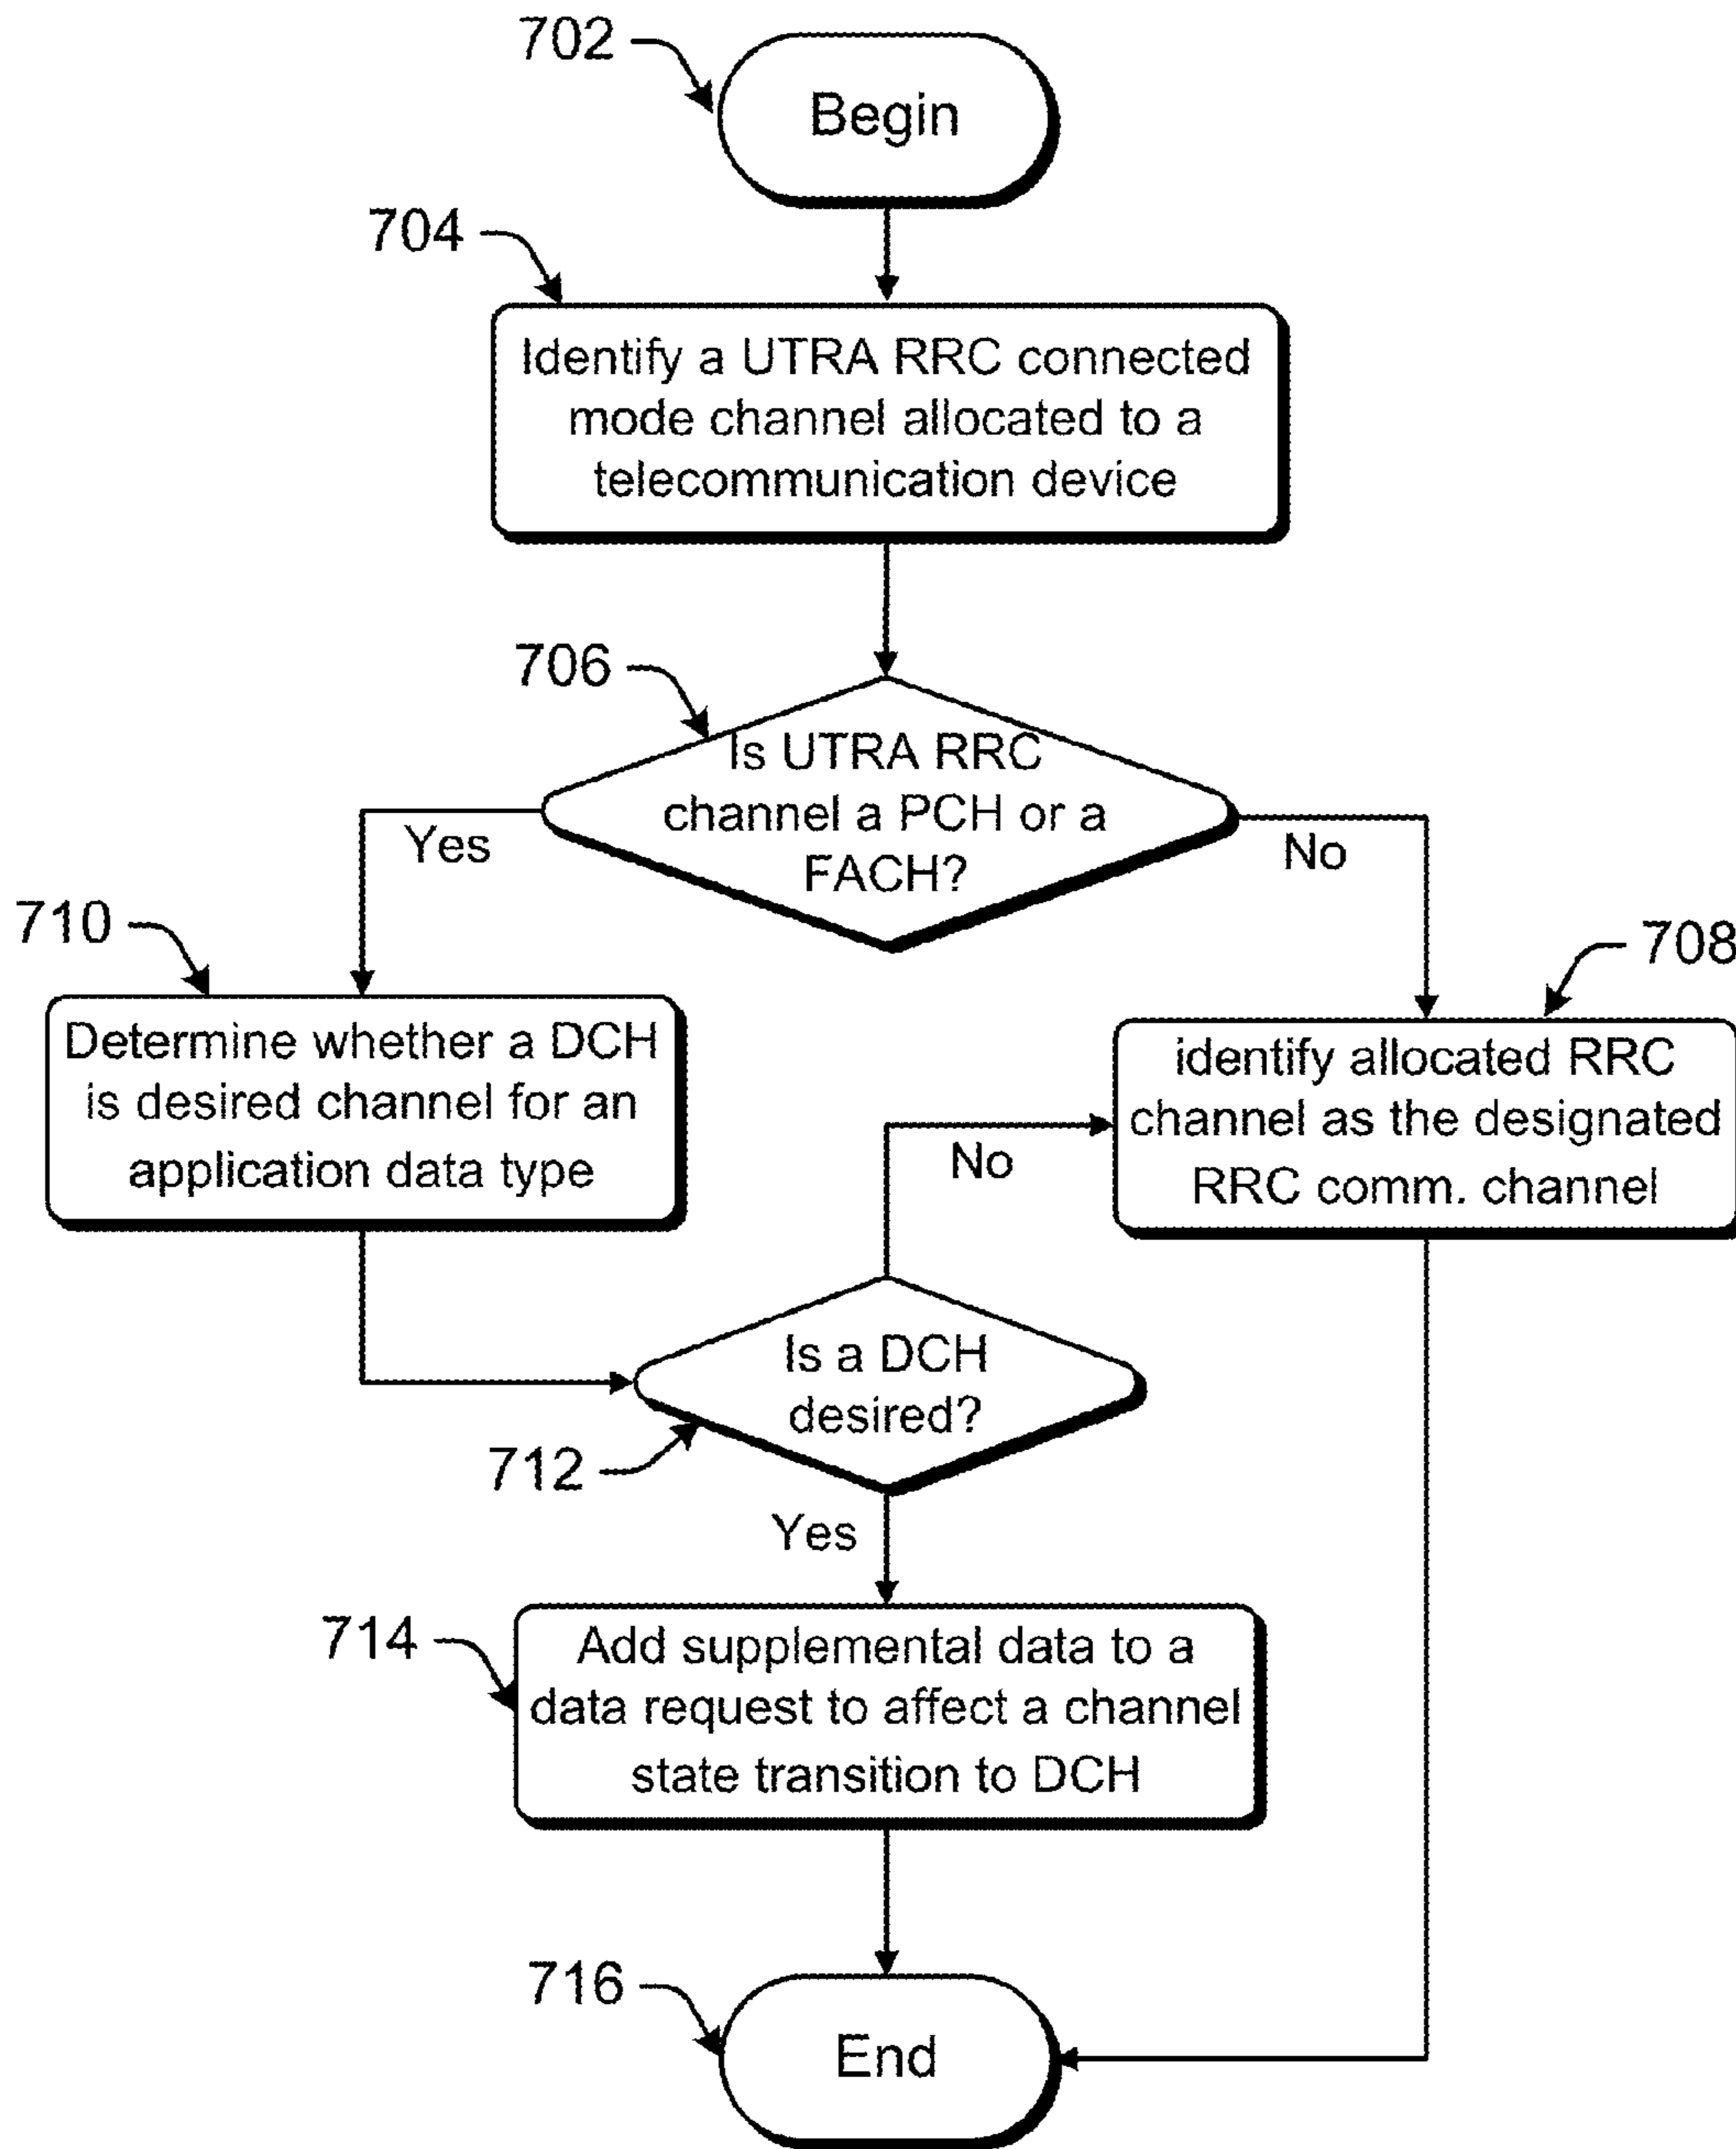 702
Begin
704
Identify a UTRA RRC connected
mode channel allocated to a
telecommunication device
706
Is UTRA RRC
channel a PCH or a
FACH?
Yes
No
710
708
Determine whether a DCH
is desired channel for an
application data type
identify allocated RRC
channel as the designated
RRC comm. channel
No
Is a DCH
desired?
712
Yes
714
Add supplemental data to a
data request to affect a channel
state transition to DCH
716
End